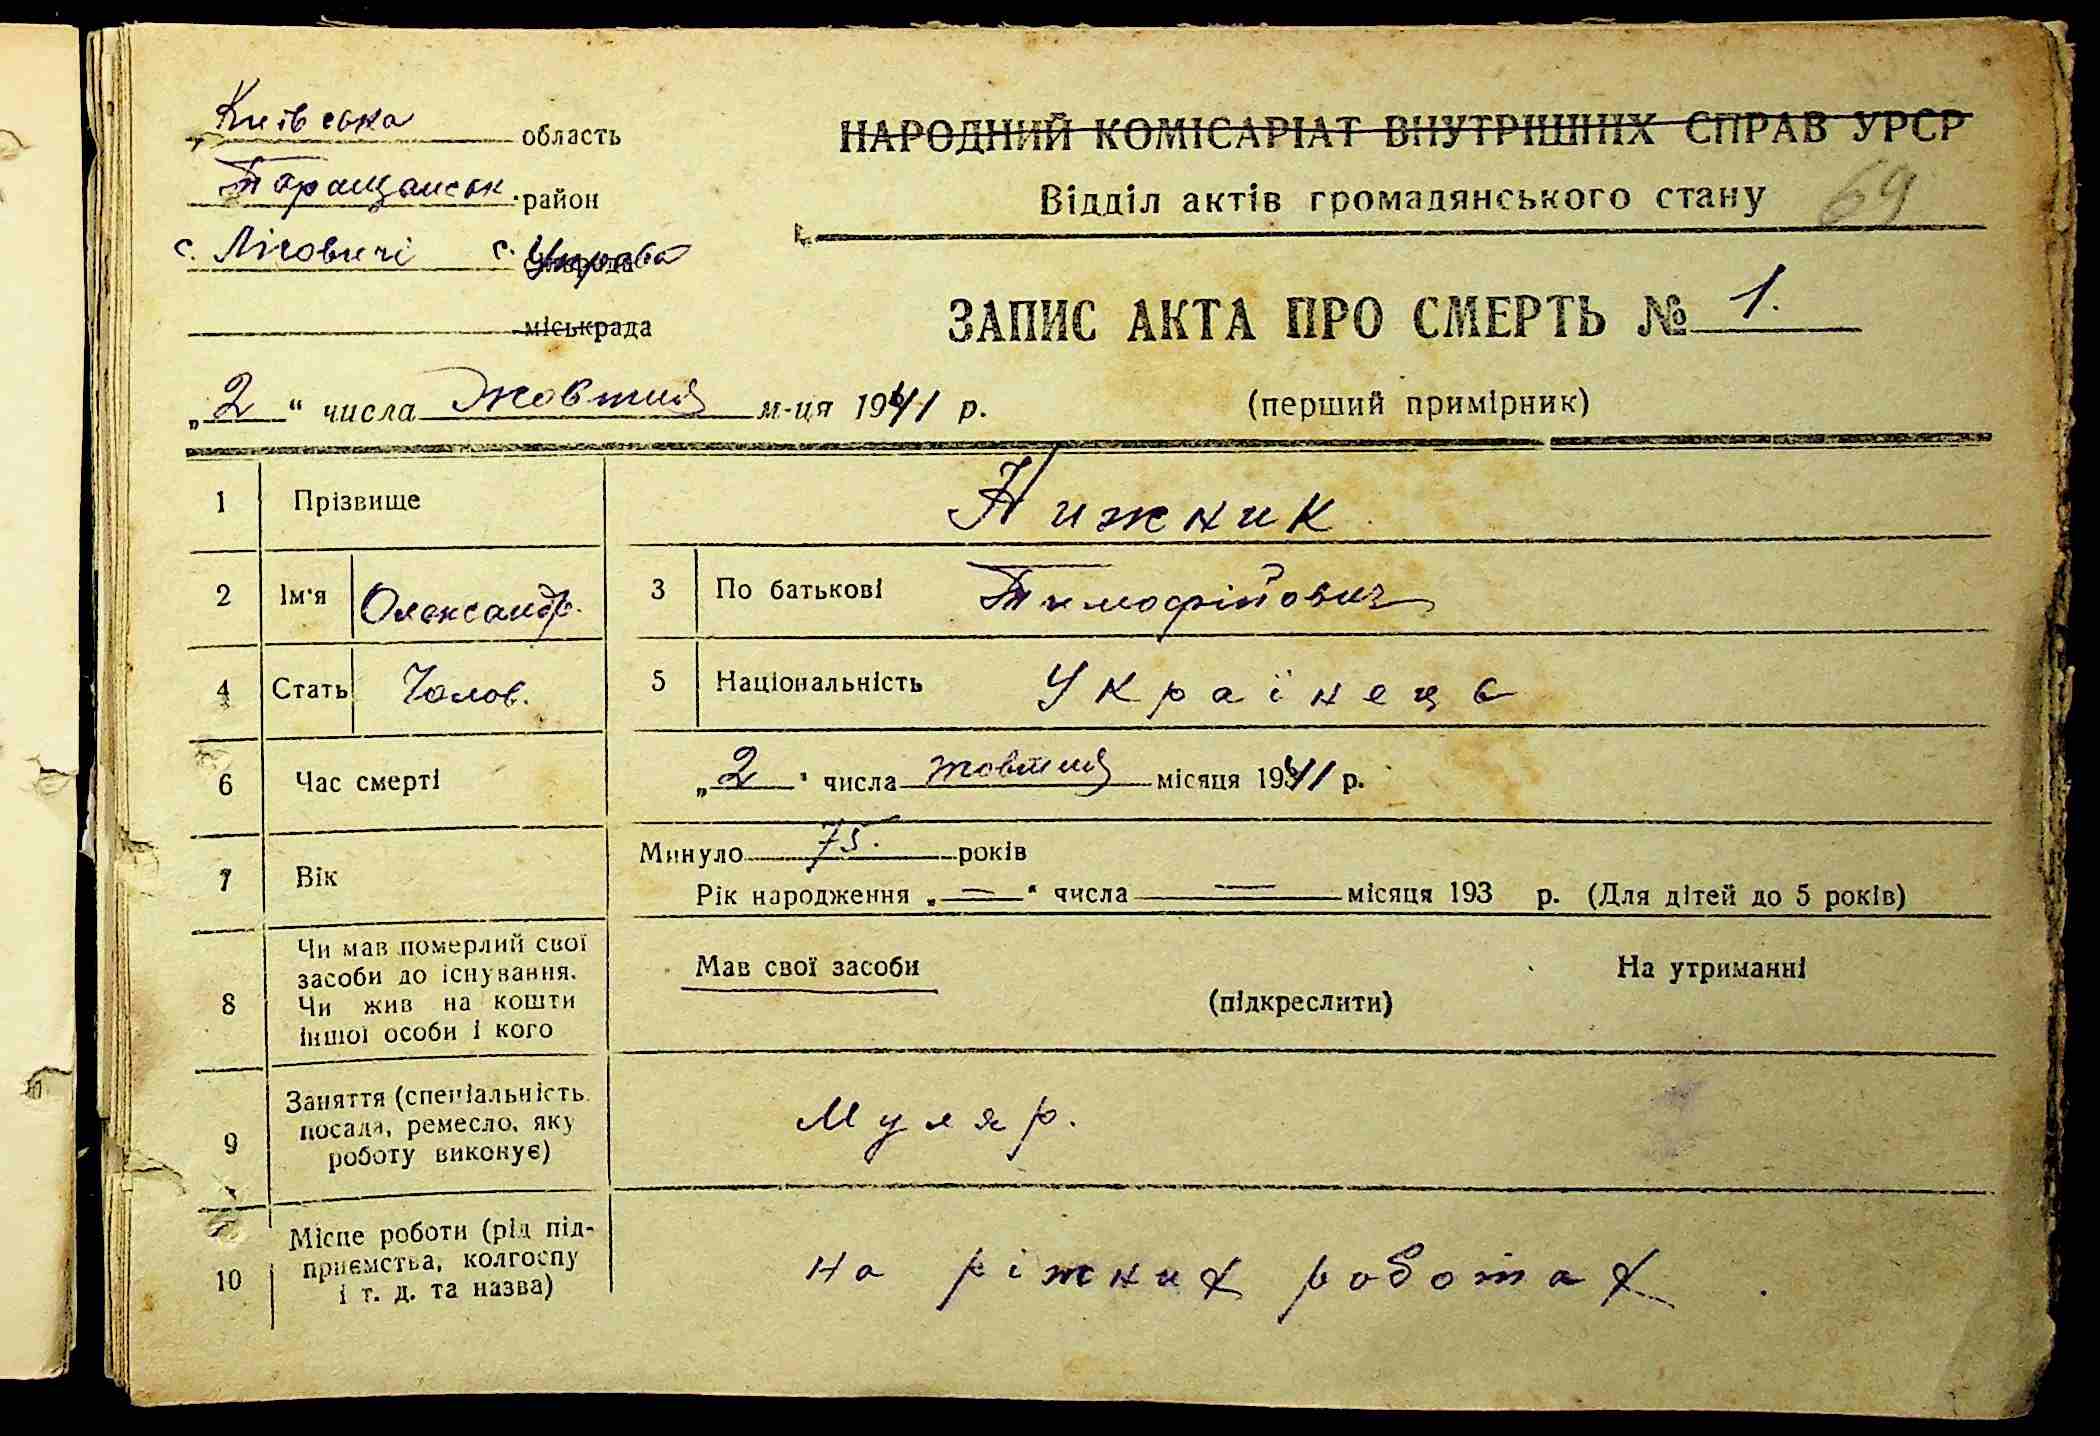 Київська область
Таращанськ. район
с. Лісовичі с. Управа
міськрада
НАРОДНИЙ КОМІСАРІАТ ВНУТРІШНІХ СПРАВ УРСР
Відділ актів громадянського стану 69
ЗАПИС АКТА ПРО СМЕРТЬ № 1.
„2“ числа жовтня м-ця 1941 р.
(перший примірник)
1 Прізвище Нижник
2 Ім'я Олександр. 3 По батькові Тимофійович
4 Стать Чолов. 5 Національність Українець
6 Час смерті „2“ числа жовтня місяця 1941 р.
7 Вік Минуло 75. років
Рік народження „—“ числа — місяця 193 р. (Для дітей до 5 років)
8 Чи мав померлий свої
засоби до існування.
Чи жив на кошти
іншої особи і кого
Мав свої засоби На утриманні
(підкреслити)
9 Заняття (спеціальність
посада, ремесло, яку
роботу виконує)
Муляр.
10 Місце роботи (рід під-
приємства, колгоспу
і т. д. та назва)
на ріжних роботах.